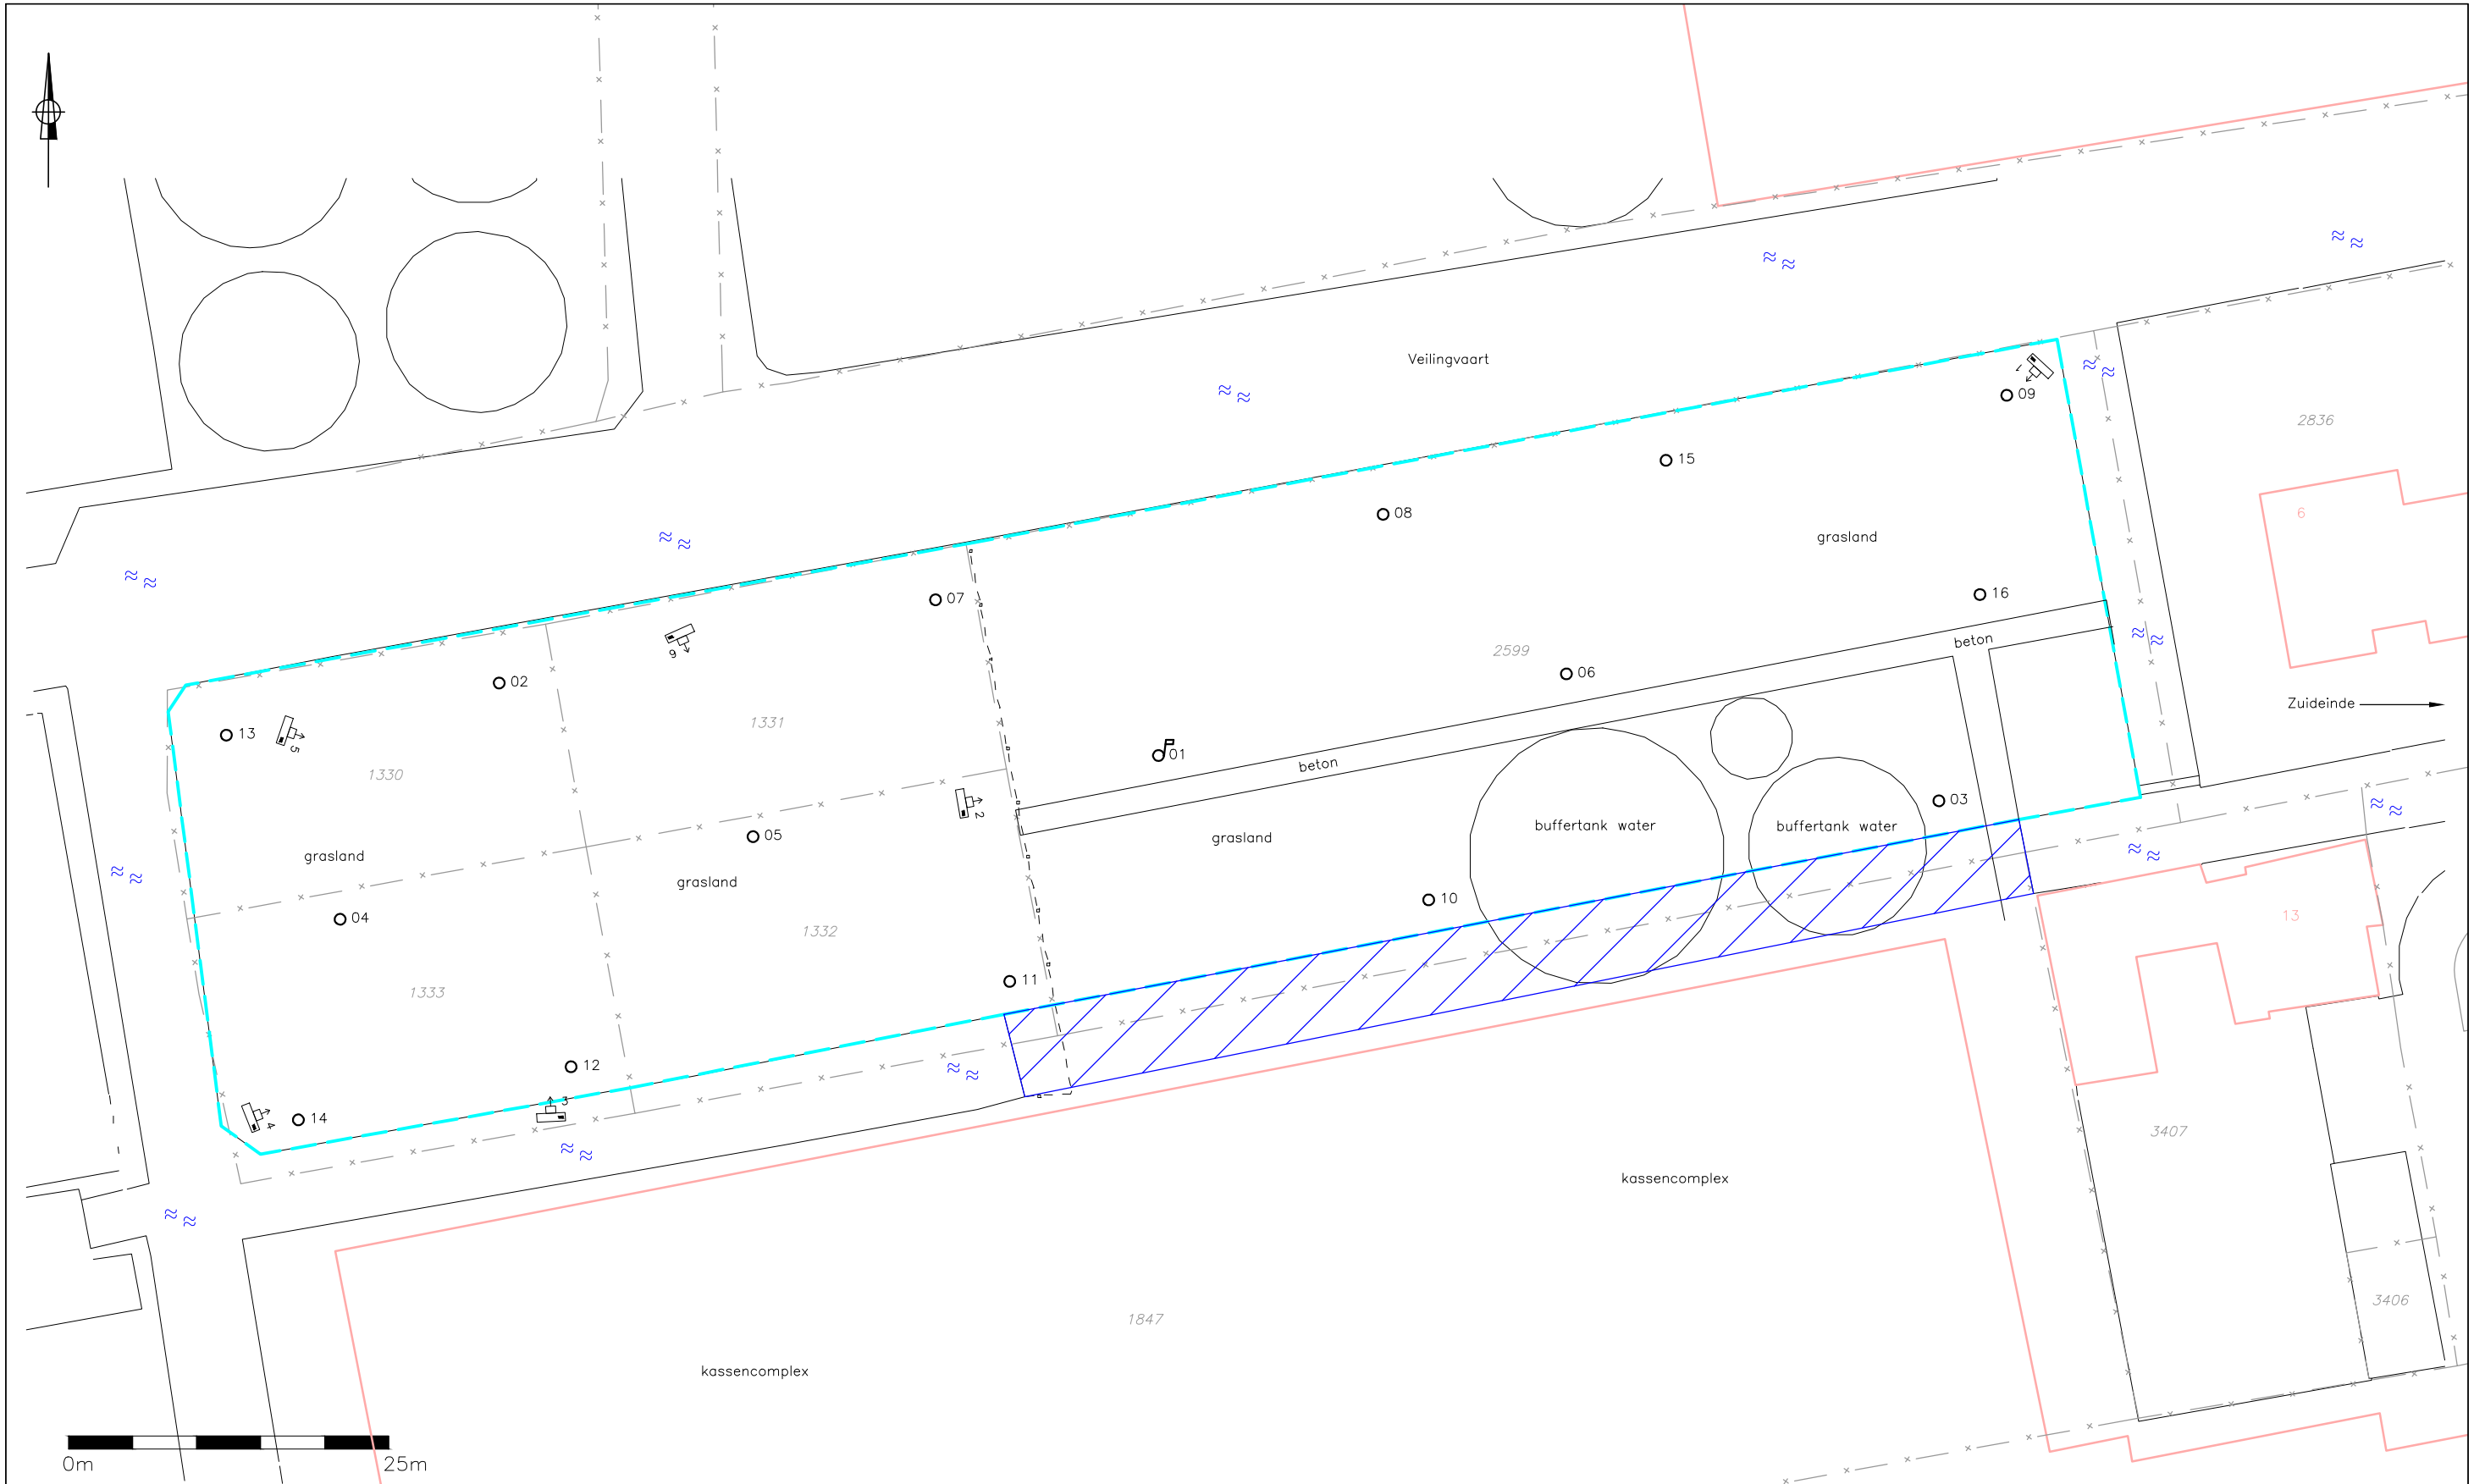 Veilingvaart
1
09
2836
15
6
08
grasland
07
16
beton
6
2599
02
06
1331
Zuideinde
13
5
01
1330
beton
2
03
05
buffertank water
buffertank water
grasland
grasland
grasland
10
04
13
1332
11
1333
12
3
14
4
3407
kassencomplex
3406
1847
kassencomplex
0m
25m